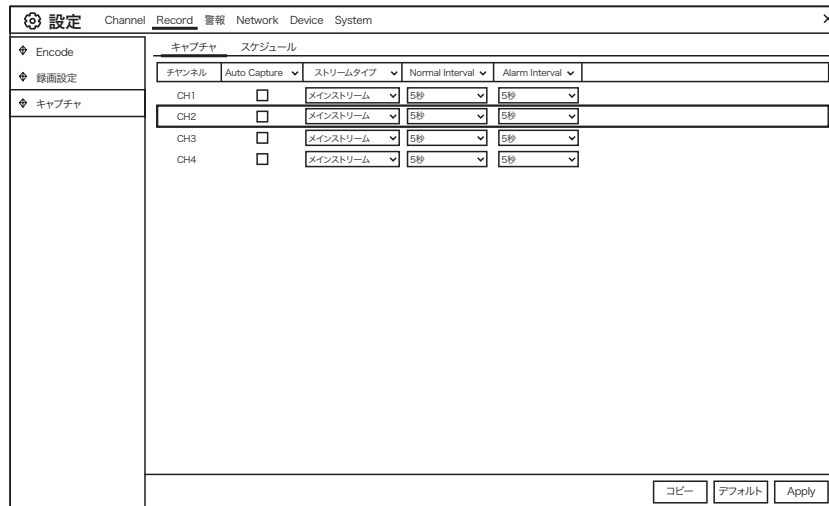 設定 Channel Record 警報 Network Device System ×
Encode
録画設定
キャプチャ
キャプチャ スケジュール
チャンネル Auto Capture ストリームタイプ Normal Interval Alarm Interval
CH1 メインストリーム 5秒 5秒
CH2 メインストリーム 5秒 5秒
CH3 メインストリーム 5秒 5秒
CH4 メインストリーム 5秒 5秒
コピー デフォルト Apply